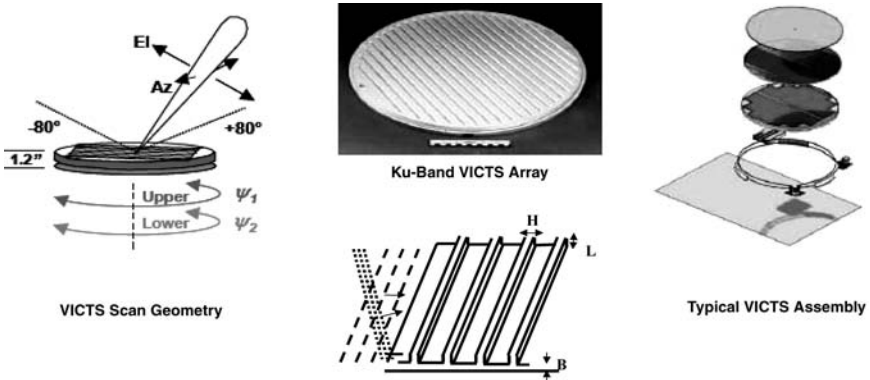 El
Az
-80°
+80°
1.2"
Upper ψ1
Lower ψ2
VICTS Scan Geometry
Ku-Band VICTS Array
H
L
B
Typical VICTS Assembly